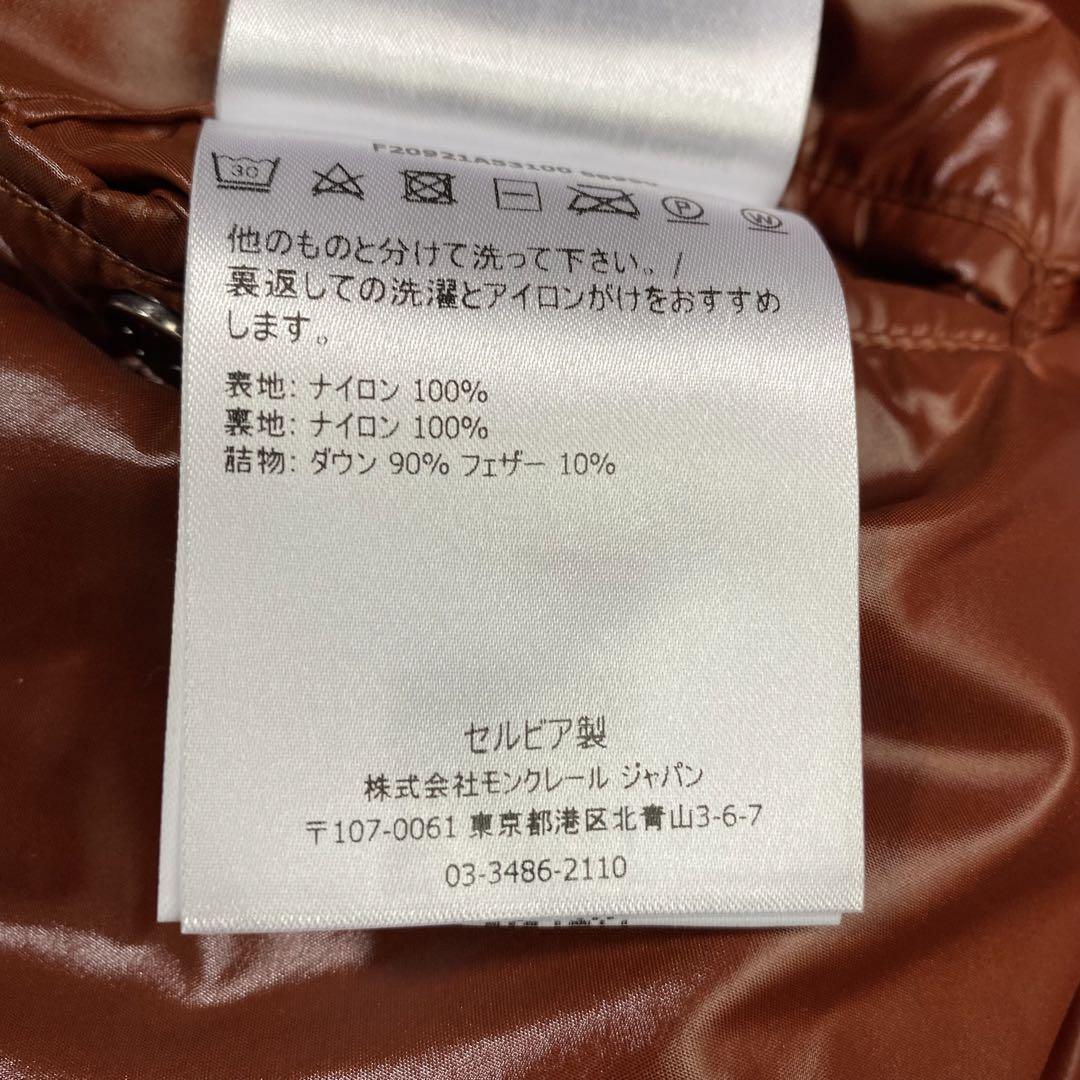 F20921A53100
30
P
W
他のものと分けて洗って下さい。/
裏返しての洗濯とアイロンがけをおすすめ
します。
表地: ナイロン 100%
裏地: ナイロン 100%
詰物: ダウン 90% フェザー 10%
セルビア製
株式会社モンクレール ジャパン
〒107-0061 東京都港区北青山3-6-7
03-3486-2110